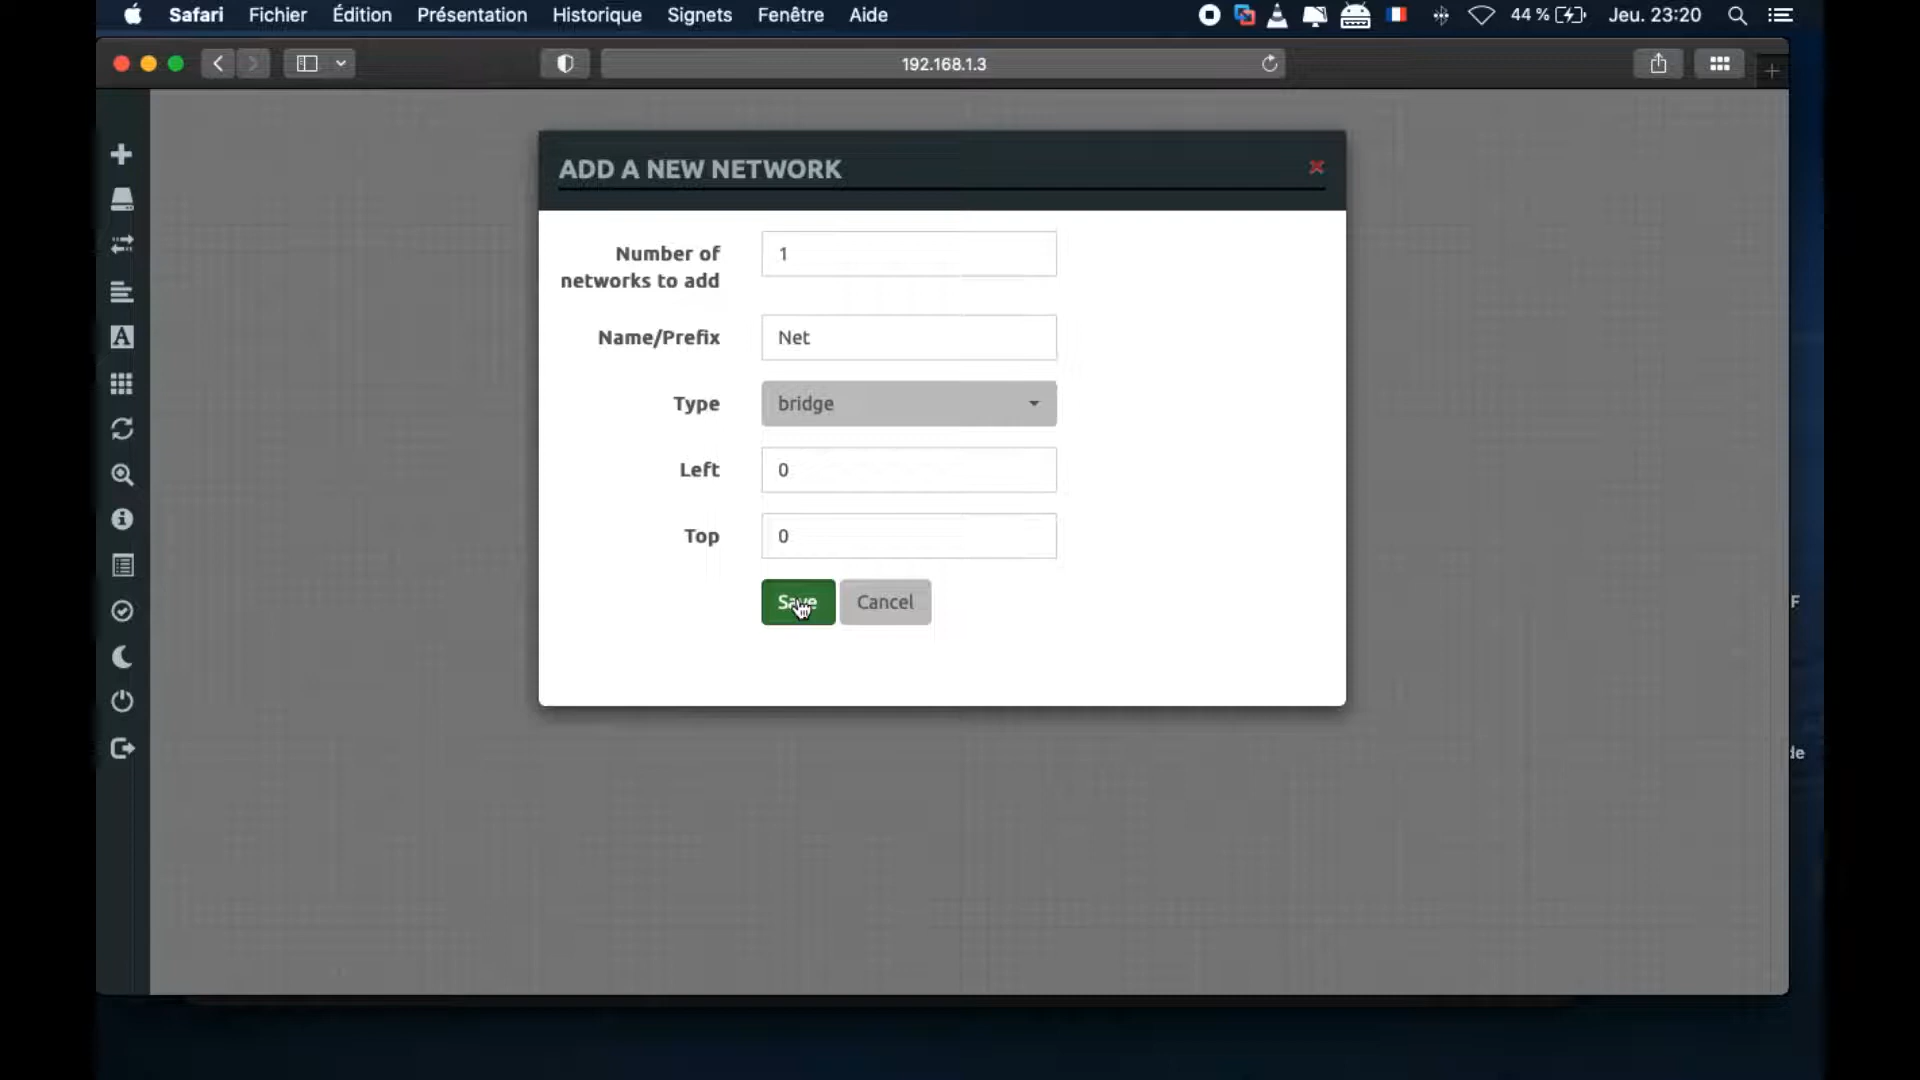 Safari Fichier Édition Présentation Historique Signets Fenêtre Aide 44 % Jeu. 23:20
192.168.1.3
ADD A NEW NETWORK
Number of
networks to add
1
Name/Prefix
Net
Type
bridge
Left
0
Top
0
Save
Cancel
F
de